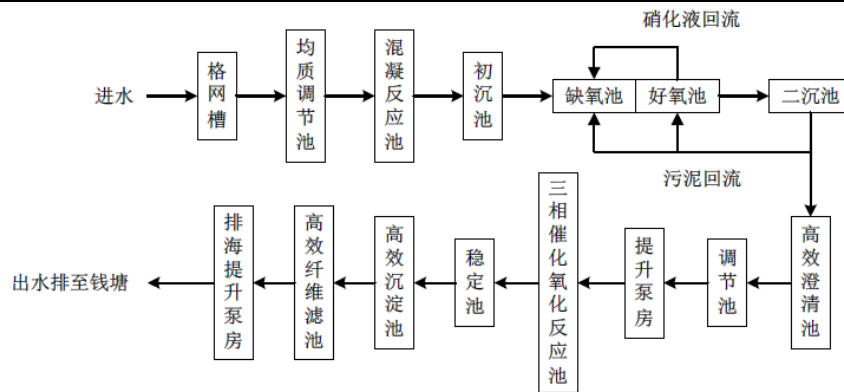 硝化液回流
进水
格网槽
均质调节池
混凝反应池
初沉池
缺氧池
好氧池
二沉池
污泥回流
出水排至钱塘
排海提升泵房
高效纤维滤池
高效沉淀池
稳定池
三相催化氧化反应池
提升泵房
调节池
高效澄清池